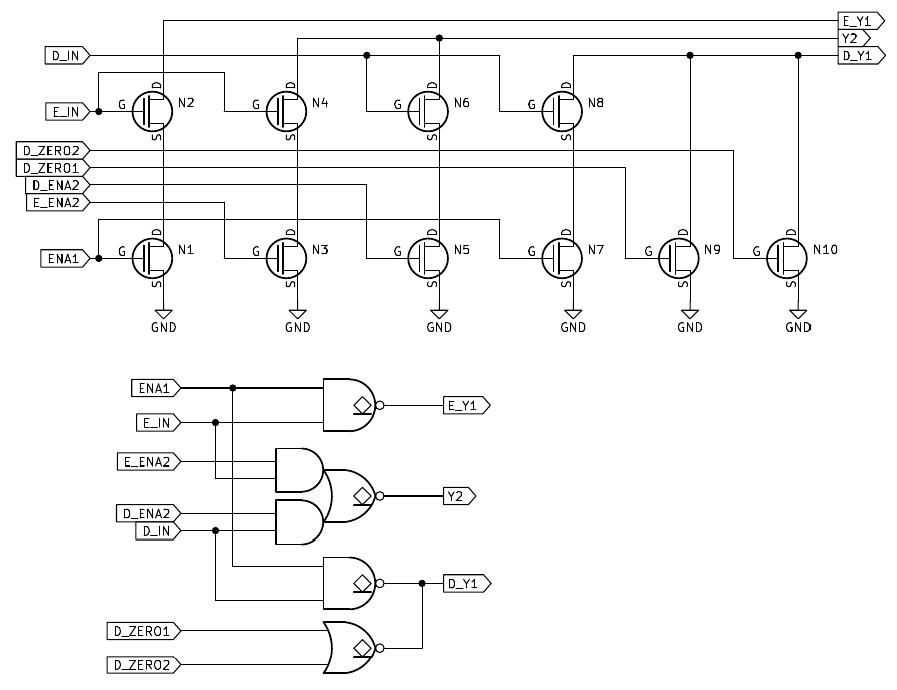 E_Y1
Y2
D_IN D_Y1
D D D D
E_IN G N2 G N4 G N6 G N8
S S S S
D_ZERO2
D_ZERO1
D_ENA2
E_ENA2
D D D D D D
ENA1 G N1 G N3 G N5 G N7 G N9 G N10
S S S S S S
GND GND GND GND GND GND
ENA1
E_Y1
E_IN
E_ENA2
Y2
D_ENA2
D_IN
D_Y1
D_ZERO1
D_ZERO2